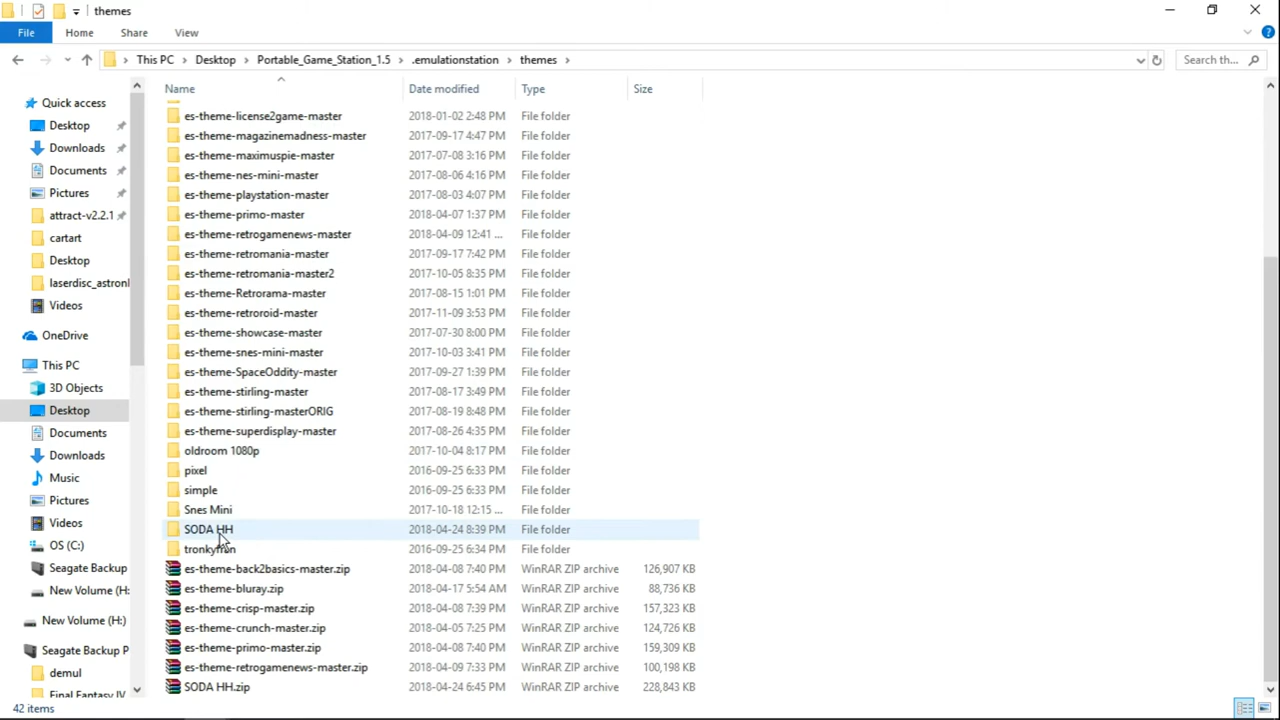 themes
File Home Share View
This PC Desktop Portable_Game_Station_1.5 .emulationstation themes
Search th...
Name Date modified Type Size
Quick access
Desktop
Downloads
Documents
Pictures
attract-v2.2.1
cartart
Desktop
laserdisc_astron
Videos
OneDrive
This PC
3D Objects
Desktop
Documents
Downloads
Music
Pictures
Videos
OS (C:)
Seagate Backup
New Volume (H:
New Volume (H:)
Seagate Backup P
demul
Final Fantasy IV
es-theme-license2game-master 2018-01-02 2:48 PM File folder
es-theme-magazinemadness-master 2017-09-17 4:47 PM File folder
es-theme-maximuspie-master 2017-07-08 3:16 PM File folder
es-theme-nes-mini-master 2017-08-06 4:16 PM File folder
es-theme-playstation-master 2017-08-03 4:07 PM File folder
es-theme-primo-master 2018-04-07 1:37 PM File folder
es-theme-retrogamenews-master 2018-04-09 12:41 ... File folder
es-theme-retromania-master 2017-09-17 7:42 PM File folder
es-theme-retromania-master2 2017-10-05 8:35 PM File folder
es-theme-Retrorama-master 2017-08-15 1:01 PM File folder
es-theme-retroroid-master 2017-11-09 3:53 PM File folder
es-theme-showcase-master 2017-07-30 8:00 PM File folder
es-theme-snes-mini-master 2017-10-03 3:41 PM File folder
es-theme-SpaceOddity-master 2017-09-27 1:39 PM File folder
es-theme-stirling-master 2017-08-17 3:49 PM File folder
es-theme-stirling-masterORIG 2017-08-19 8:48 PM File folder
es-theme-superdisplay-master 2017-08-26 4:35 PM File folder
oldroom 1080p 2017-10-04 8:17 PM File folder
pixel 2016-09-25 6:33 PM File folder
simple 2016-09-25 6:33 PM File folder
Snes Mini 2017-10-18 12:15 ... File folder
SODA HH 2018-04-24 8:39 PM File folder
tronkyfran 2016-09-25 6:34 PM File folder
es-theme-back2basics-master.zip 2018-04-08 7:40 PM WinRAR ZIP archive 126,907 KB
es-theme-bluray.zip 2018-04-17 5:54 AM WinRAR ZIP archive 88,736 KB
es-theme-crisp-master.zip 2018-04-08 7:39 PM WinRAR ZIP archive 157,323 KB
es-theme-crunch-master.zip 2018-04-05 7:25 PM WinRAR ZIP archive 124,726 KB
es-theme-primo-master.zip 2018-04-08 7:40 PM WinRAR ZIP archive 159,309 KB
es-theme-retrogamenews-master.zip 2018-04-09 7:33 PM WinRAR ZIP archive 100,198 KB
SODA HH.zip 2018-04-24 6:45 PM WinRAR ZIP archive 228,843 KB
42 items